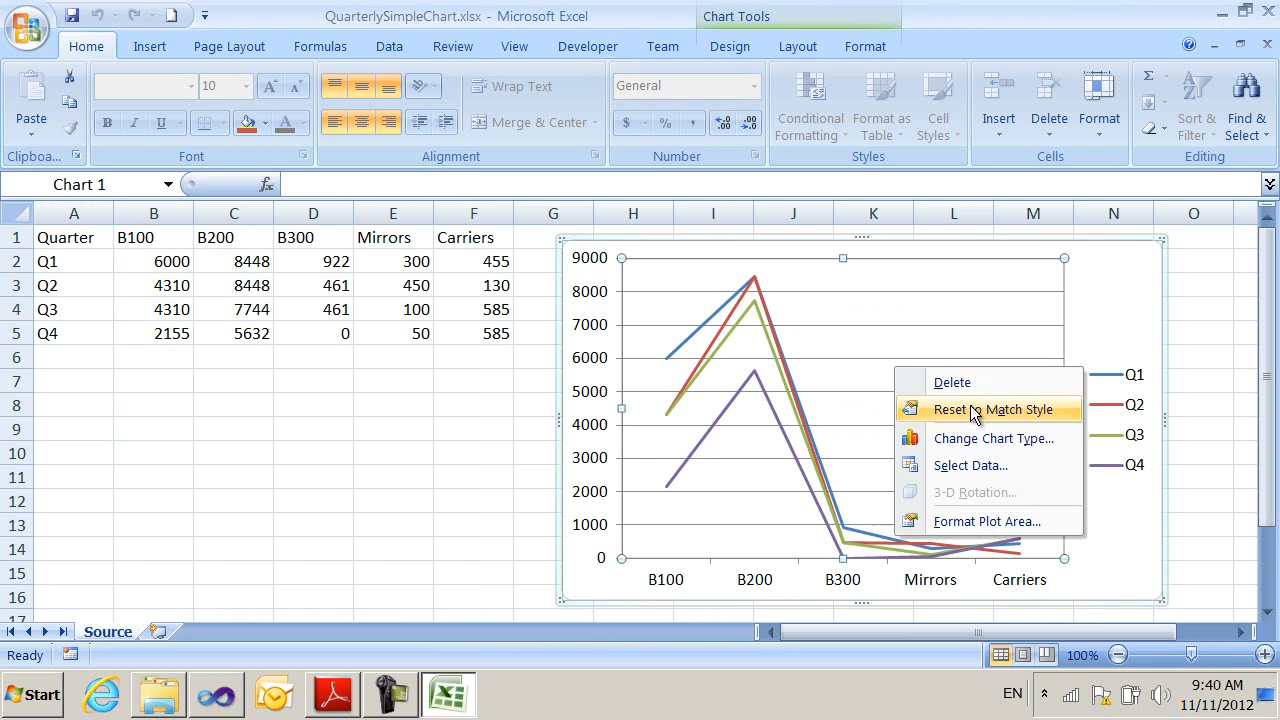 QuarterlySimpleChart.xlsx - Microsoft Excel
Chart Tools
Home Insert Page Layout Formulas Data Review View Developer Team Design Layout Format
Paste
10
B I U A
Wrap Text
Merge & Center
General
$ % ,
Conditional Formatting
Format as Table
Cell Styles
Insert Delete Format
Sort & Filter
Find & Select
Clipboa... Font Alignment Number Styles Cells Editing
Chart 1 fx
A B C D E F G H I J K L M N O
1 Quarter B100 B200 B300 Mirrors Carriers
2 Q1 6000 8448 922 300 455
3 Q2 4310 8448 461 450 130
4 Q3 4310 7744 461 100 585
5 Q4 2155 5632 0 50 585
6
7
8
9
10
11
12
13
14
15
16
17
9000
8000
7000
6000
5000
4000
3000
2000
1000
0
B100 B200 B300 Mirrors Carriers
Q1
Q2
Q3
Q4
Delete
Reset to Match Style
Change Chart Type...
Select Data...
3-D Rotation...
Format Plot Area...
Source
Ready 100%
Start EN 9:40 AM
11/11/2012